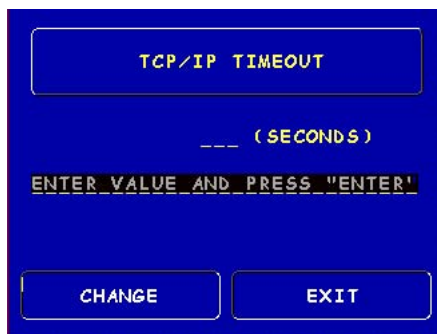 TCP/IP TIMEOUT
___ (SECONDS)
ENTER VALUE AND PRESS "ENTER'
CHANGE
EXIT